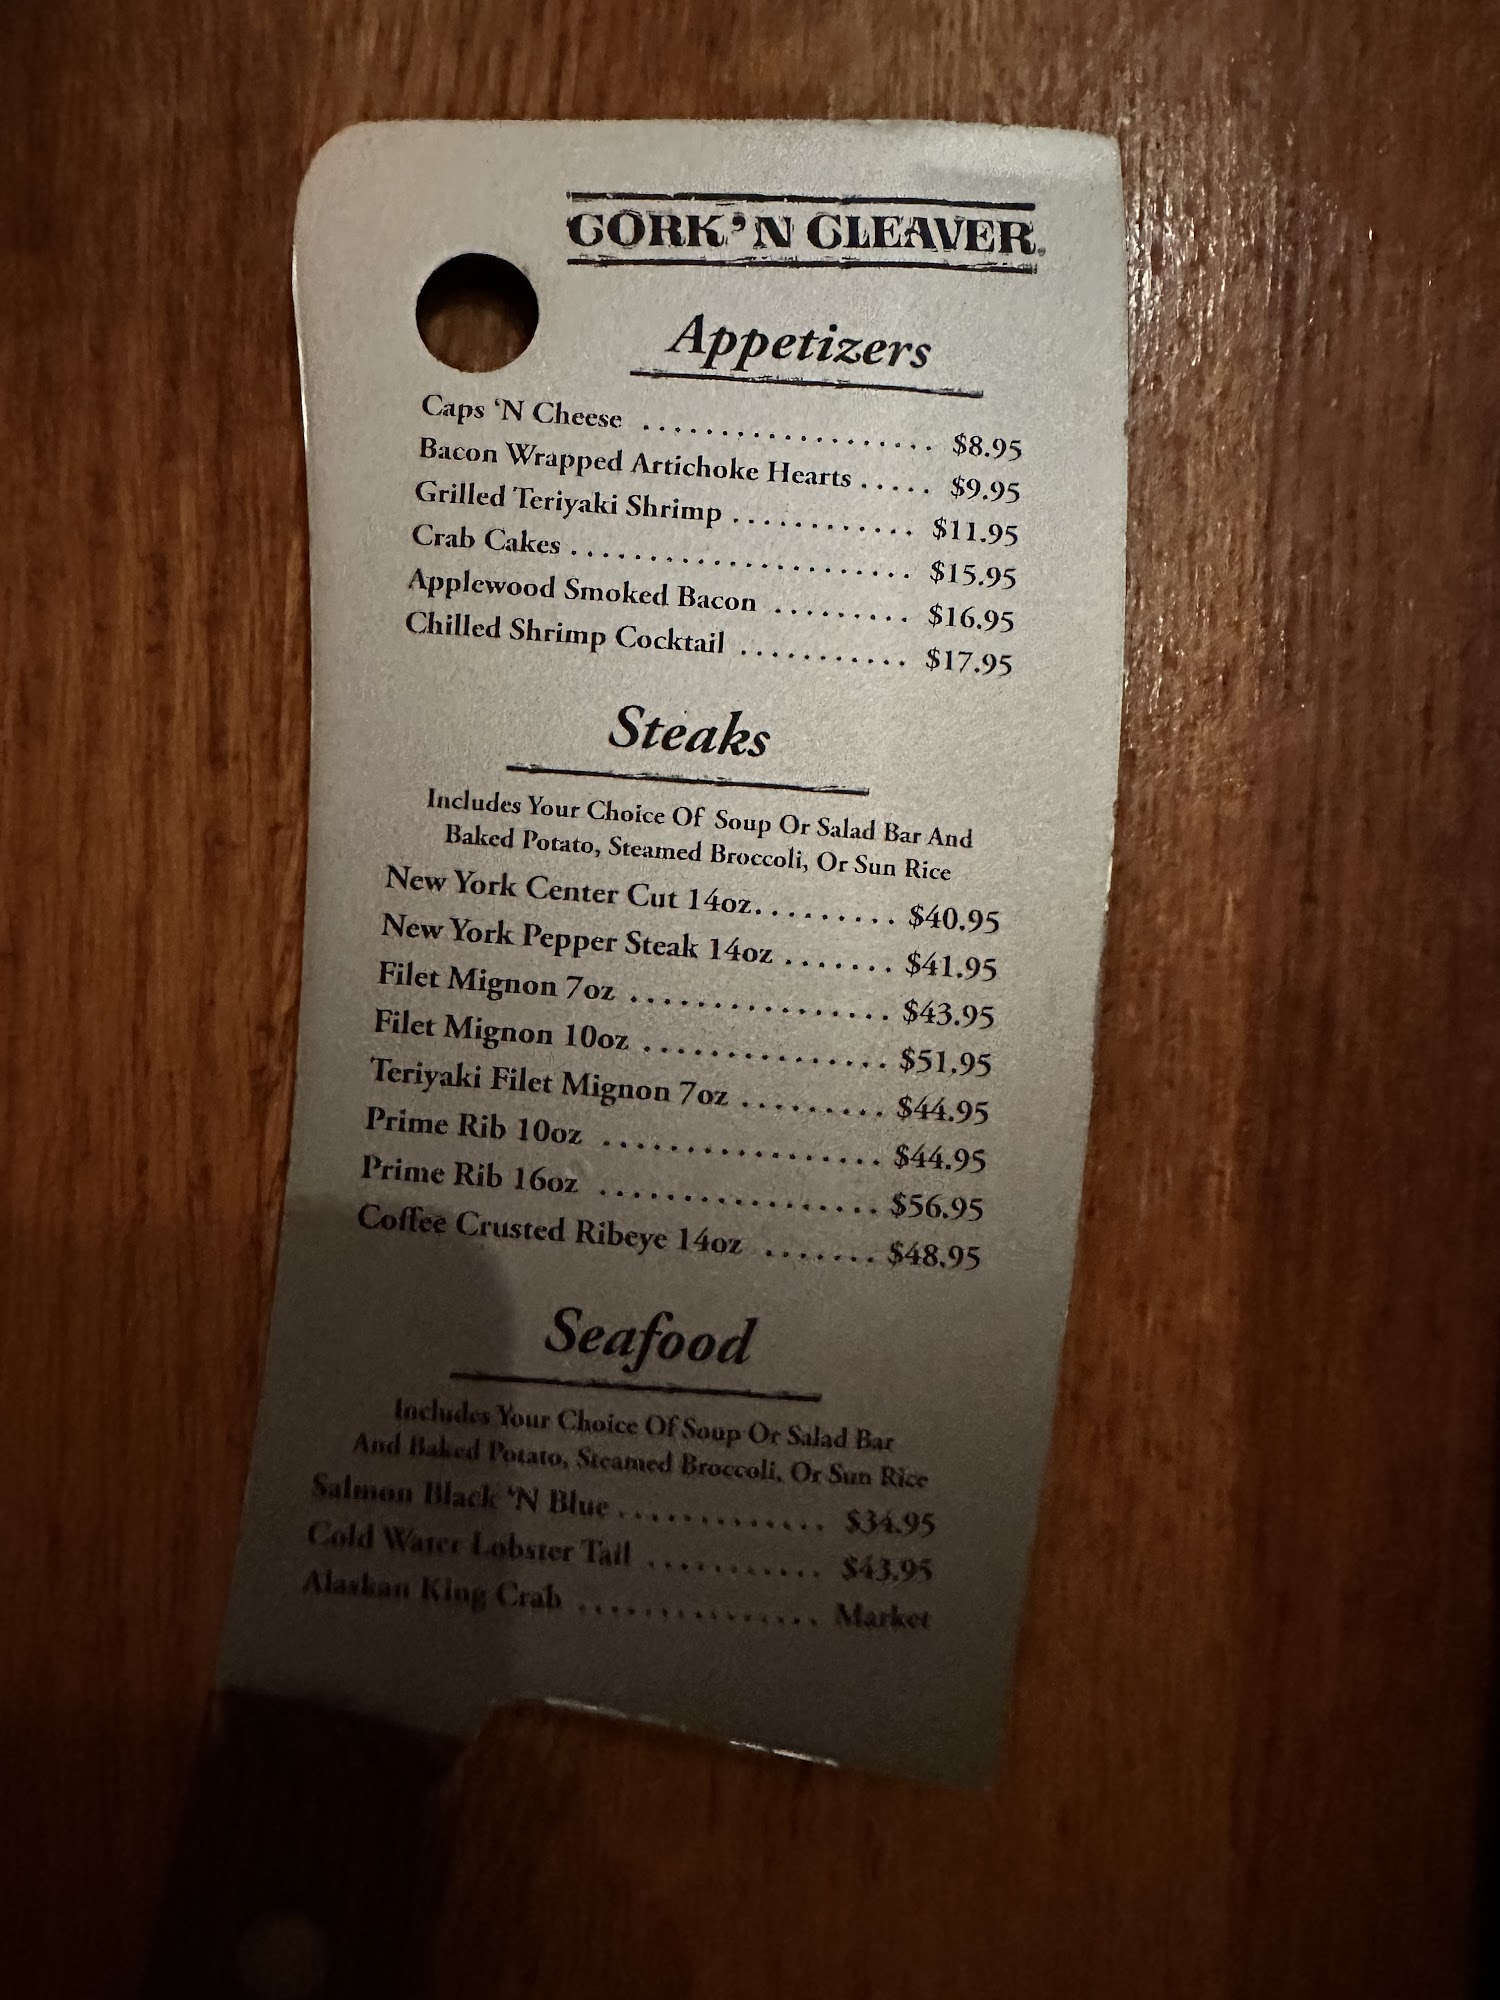 CORK 'N CLEAVER
Appetizers
Caps 'N Cheese ................... $8.95
Bacon Wrapped Artichoke Hearts ..... $9.95
Grilled Teriyaki Shrimp ............ $11.95
Crab Cakes ...................... $15.95
Applewood Smoked Bacon ......... $16.95
Chilled Shrimp Cocktail ........... $17.95
Steaks
Includes Your Choice Of Soup Or Salad Bar And
Baked Potato, Steamed Broccoli, Or Sun Rice
New York Center Cut 14oz......... $40.95
New York Pepper Steak 14oz ....... $41.95
Filet Mignon 7oz ................ $43.95
Filet Mignon 10oz ............... $51.95
Teriyaki Filet Mignon 7oz ......... $44.95
Prime Rib 10oz ................. $44.95
Prime Rib 16oz ................. $56.95
Coffee Crusted Ribeye 14oz ....... $48.95
Seafood
Includes Your Choice Of Soup Or Salad Bar
And Baked Potato, Steamed Broccoli, Or Sun Rice
Salmon Black 'N Blue ............. $34.95
Cold Water Lobster Tail ........... $43.95
Alaskan King Crab ............... Market